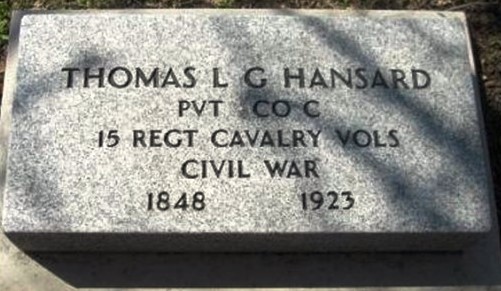 THOMAS L G HANSARD
PVT CO C
15 REGT CAVALRY VOLS
CIVIL WAR
1848 1923